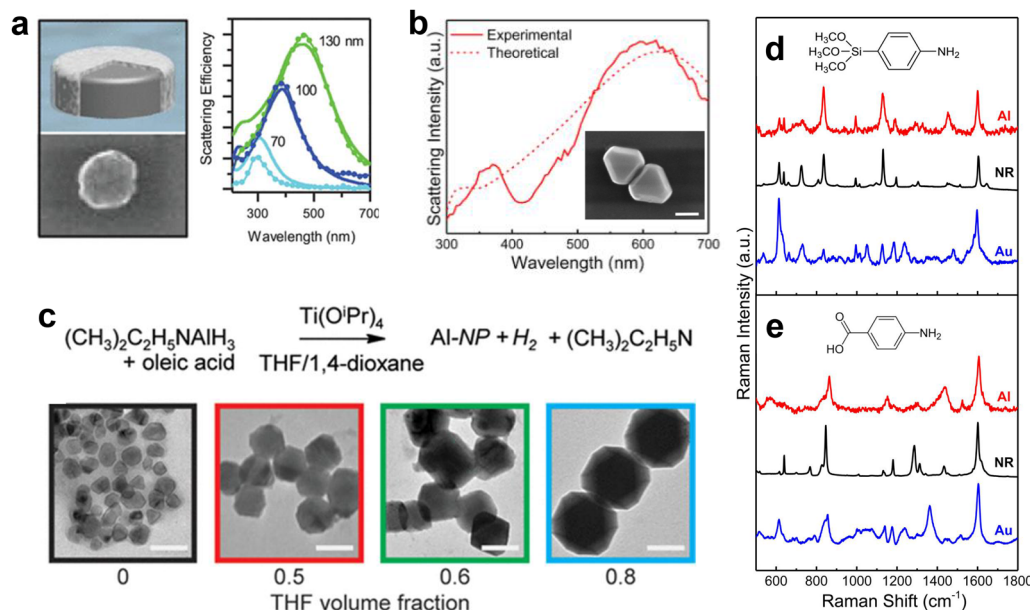 a
Scattering Efficiency
130 nm
100
70
300
500
700
Wavelength (nm)
b
Scattering Intensity (a.u.)
Experimental
Theoretical
300
400
500
600
700
Wavelength (nm)
c
(CH₃)₂C₂H₅NAlH₃
+ oleic acid
Ti(OⁱPr)₄
THF/1,4-dioxane
Al-NP + H₂ + (CH₃)₂C₂H₅N
0
0.5
0.6
0.8
THF volume fraction
Raman Intensity (a.u.)
d
OCH₃
H₃CO
H₃CO
Si
NH₂
Al
NR
Au
e
O
HO
NH₂
Al
NR
Au
600 800 1000 1200 1400 1600 1800
Raman Shift (cm⁻¹)